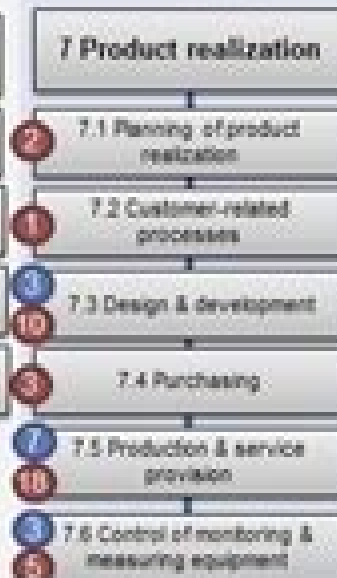 7 Product realization
2
7.1 Planning of product
realization
1
7.2 Customer-related
processes
3
10
7.3 Design & development
3
7.4 Purchasing
7
18
7.5 Production & service
provision
3
5
7.6 Control of monitoring &
measuring equipment